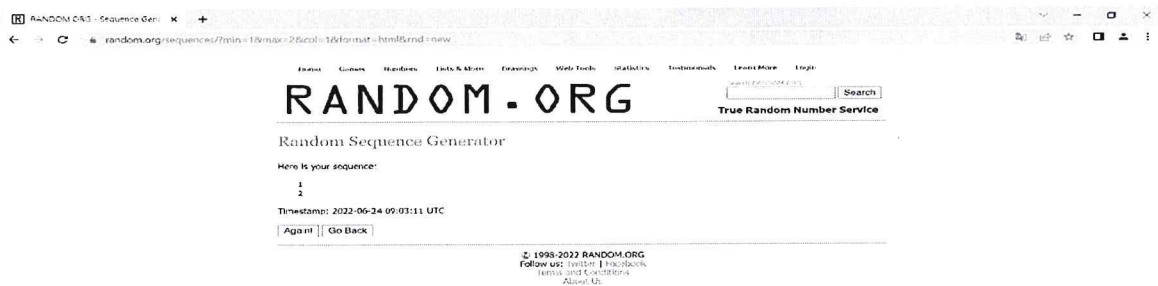 RANDOM.ORG - Sequence Gen
random.org/sequences/?min=1&max=2&col=1&format=html&rnd=new
Home Games Numbers Lists & More Drawings Web Tools Statistics Testimonials Learn More Login
RANDOM.ORG
Search
True Random Number Service
Random Sequence Generator
Here is your sequence:
1
2
Timestamp: 2022-06-24 09:03:11 UTC
Again! Go Back
© 1998-2022 RANDOM.ORG
Follow us: Twitter | Facebook
Terms and Conditions
About Us